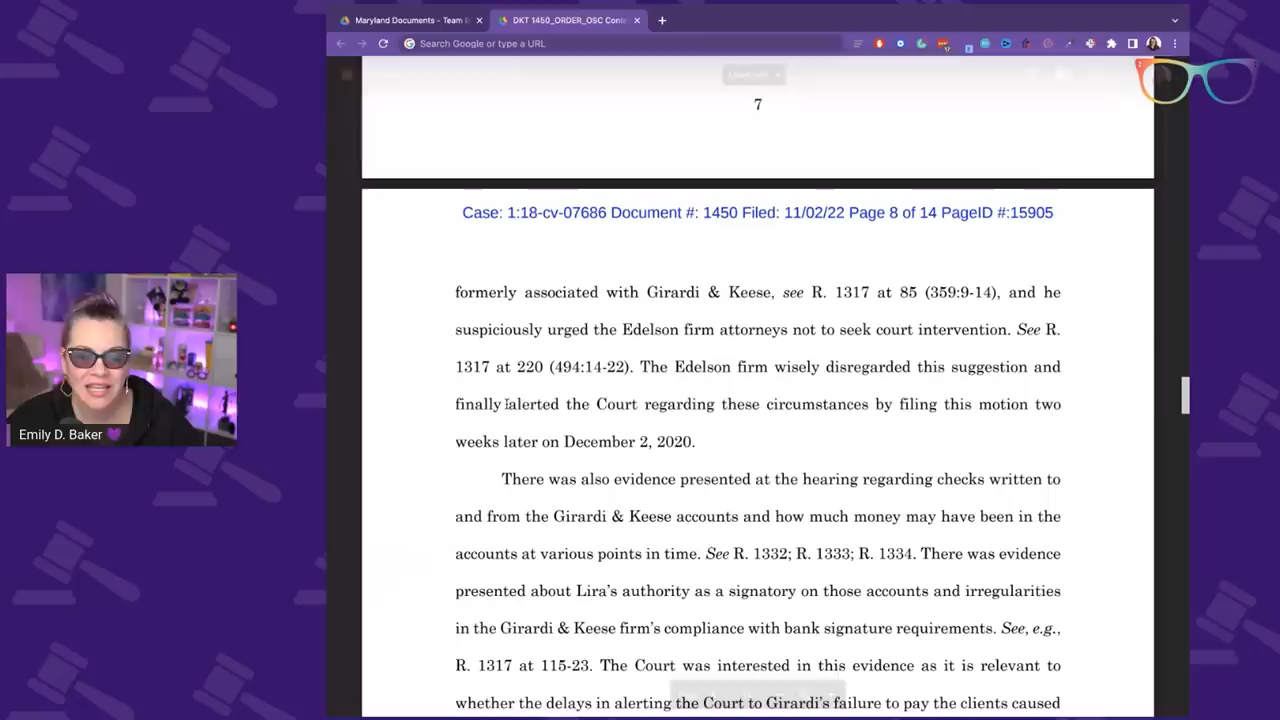 Maryland Documents - Team
DKT 1450_ORDER_OSC Conte
Search Google or type a URL
7
Case: 1:18-cv-07686 Document #: 1450 Filed: 11/02/22 Page 8 of 14 PageID #:15905
formerly associated with Girardi & Keese, see R. 1317 at 85 (359:9-14), and he
suspiciously urged the Edelson firm attorneys not to seek court intervention. See R.
1317 at 220 (494:14-22). The Edelson firm wisely disregarded this suggestion and
finally alerted the Court regarding these circumstances by filing this motion two
weeks later on December 2, 2020.
There was also evidence presented at the hearing regarding checks written to
and from the Girardi & Keese accounts and how much money may have been in the
accounts at various points in time. See R. 1332; R. 1333; R. 1334. There was evidence
presented about Lira's authority as a signatory on those accounts and irregularities
in the Girardi & Keese firm's compliance with bank signature requirements. See, e.g.,
R. 1317 at 115-23. The Court was interested in this evidence as it is relevant to
whether the delays in alerting the Court to Girardi's failure to pay the clients caused
Emily D. Baker 💜